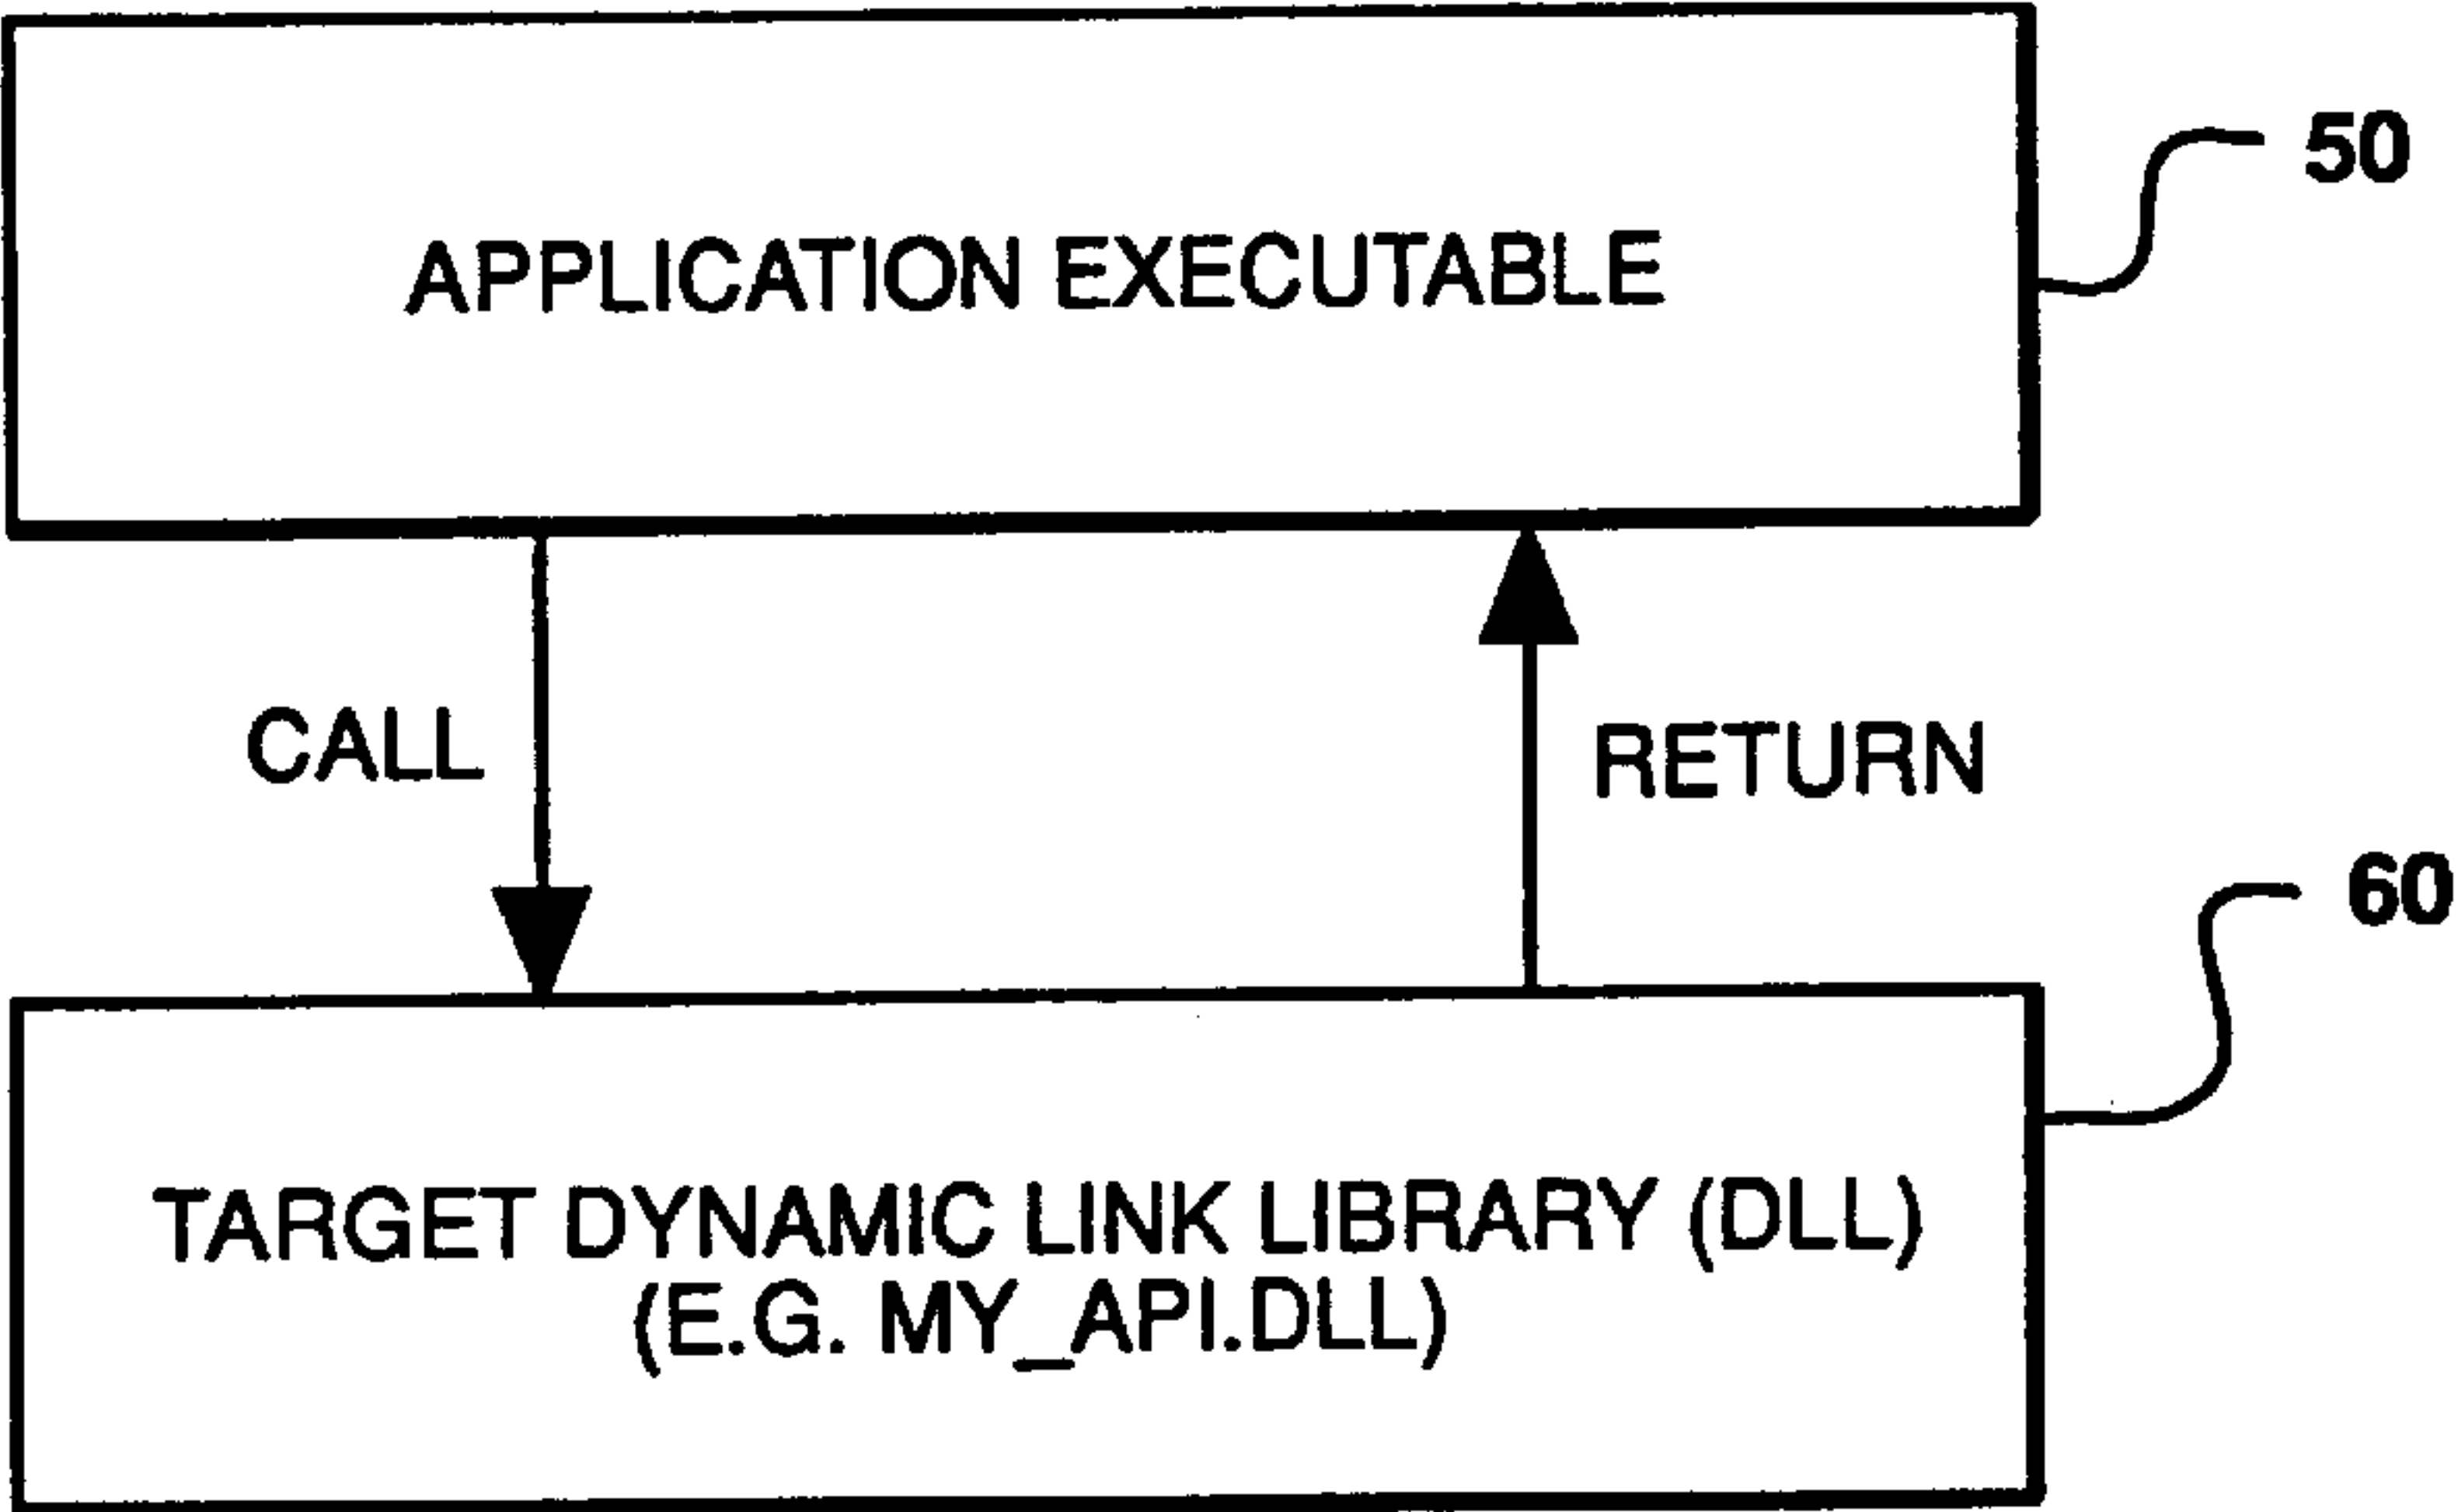 50
APPLICATION EXECUTABLE
CALL
RETURN
60
TARGET DYNAMIC LINK LIBRARY (DLL)
(E.G. MY_API.DLL)